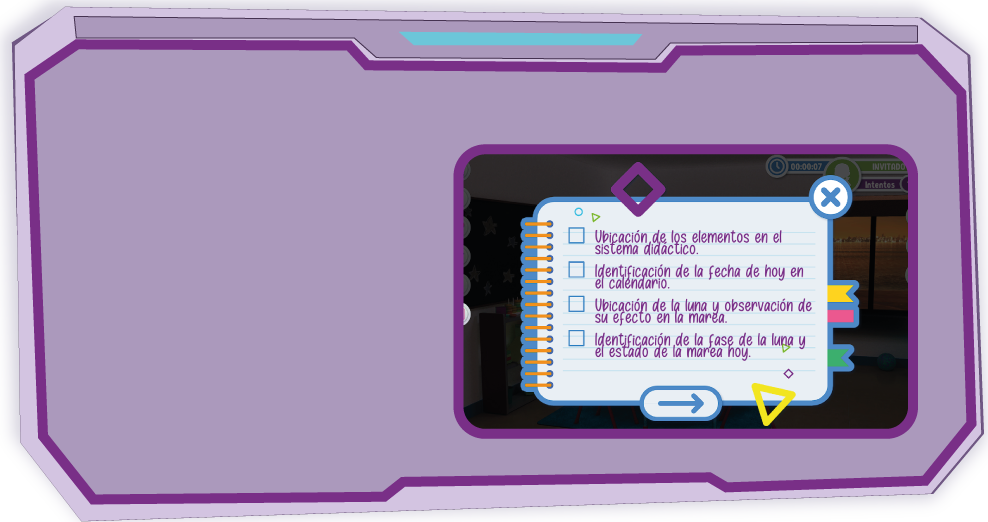 00:00:07
INVITADO
Intentos
Ubicación de los elementos en el
sistema didáctico.
Identificación de la fecha de hoy en
el calendario.
Ubicación de la luna y observación de
su efecto en la marea.
Identificación de la fase de la luna y
el estado de la marea hoy.